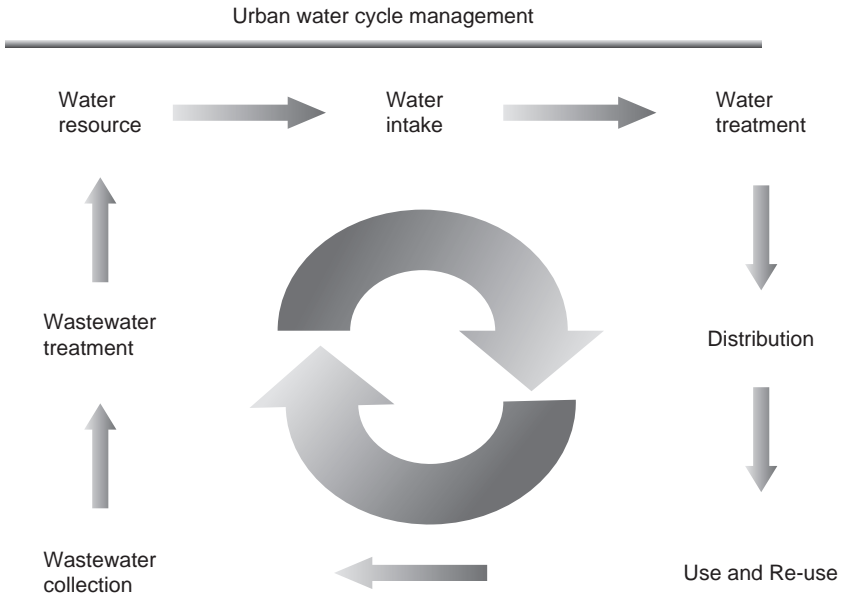 Urban water cycle management
Water
resource
Water
intake
Water
treatment
Wastewater
treatment
Distribution
Wastewater
collection
Use and Re-use